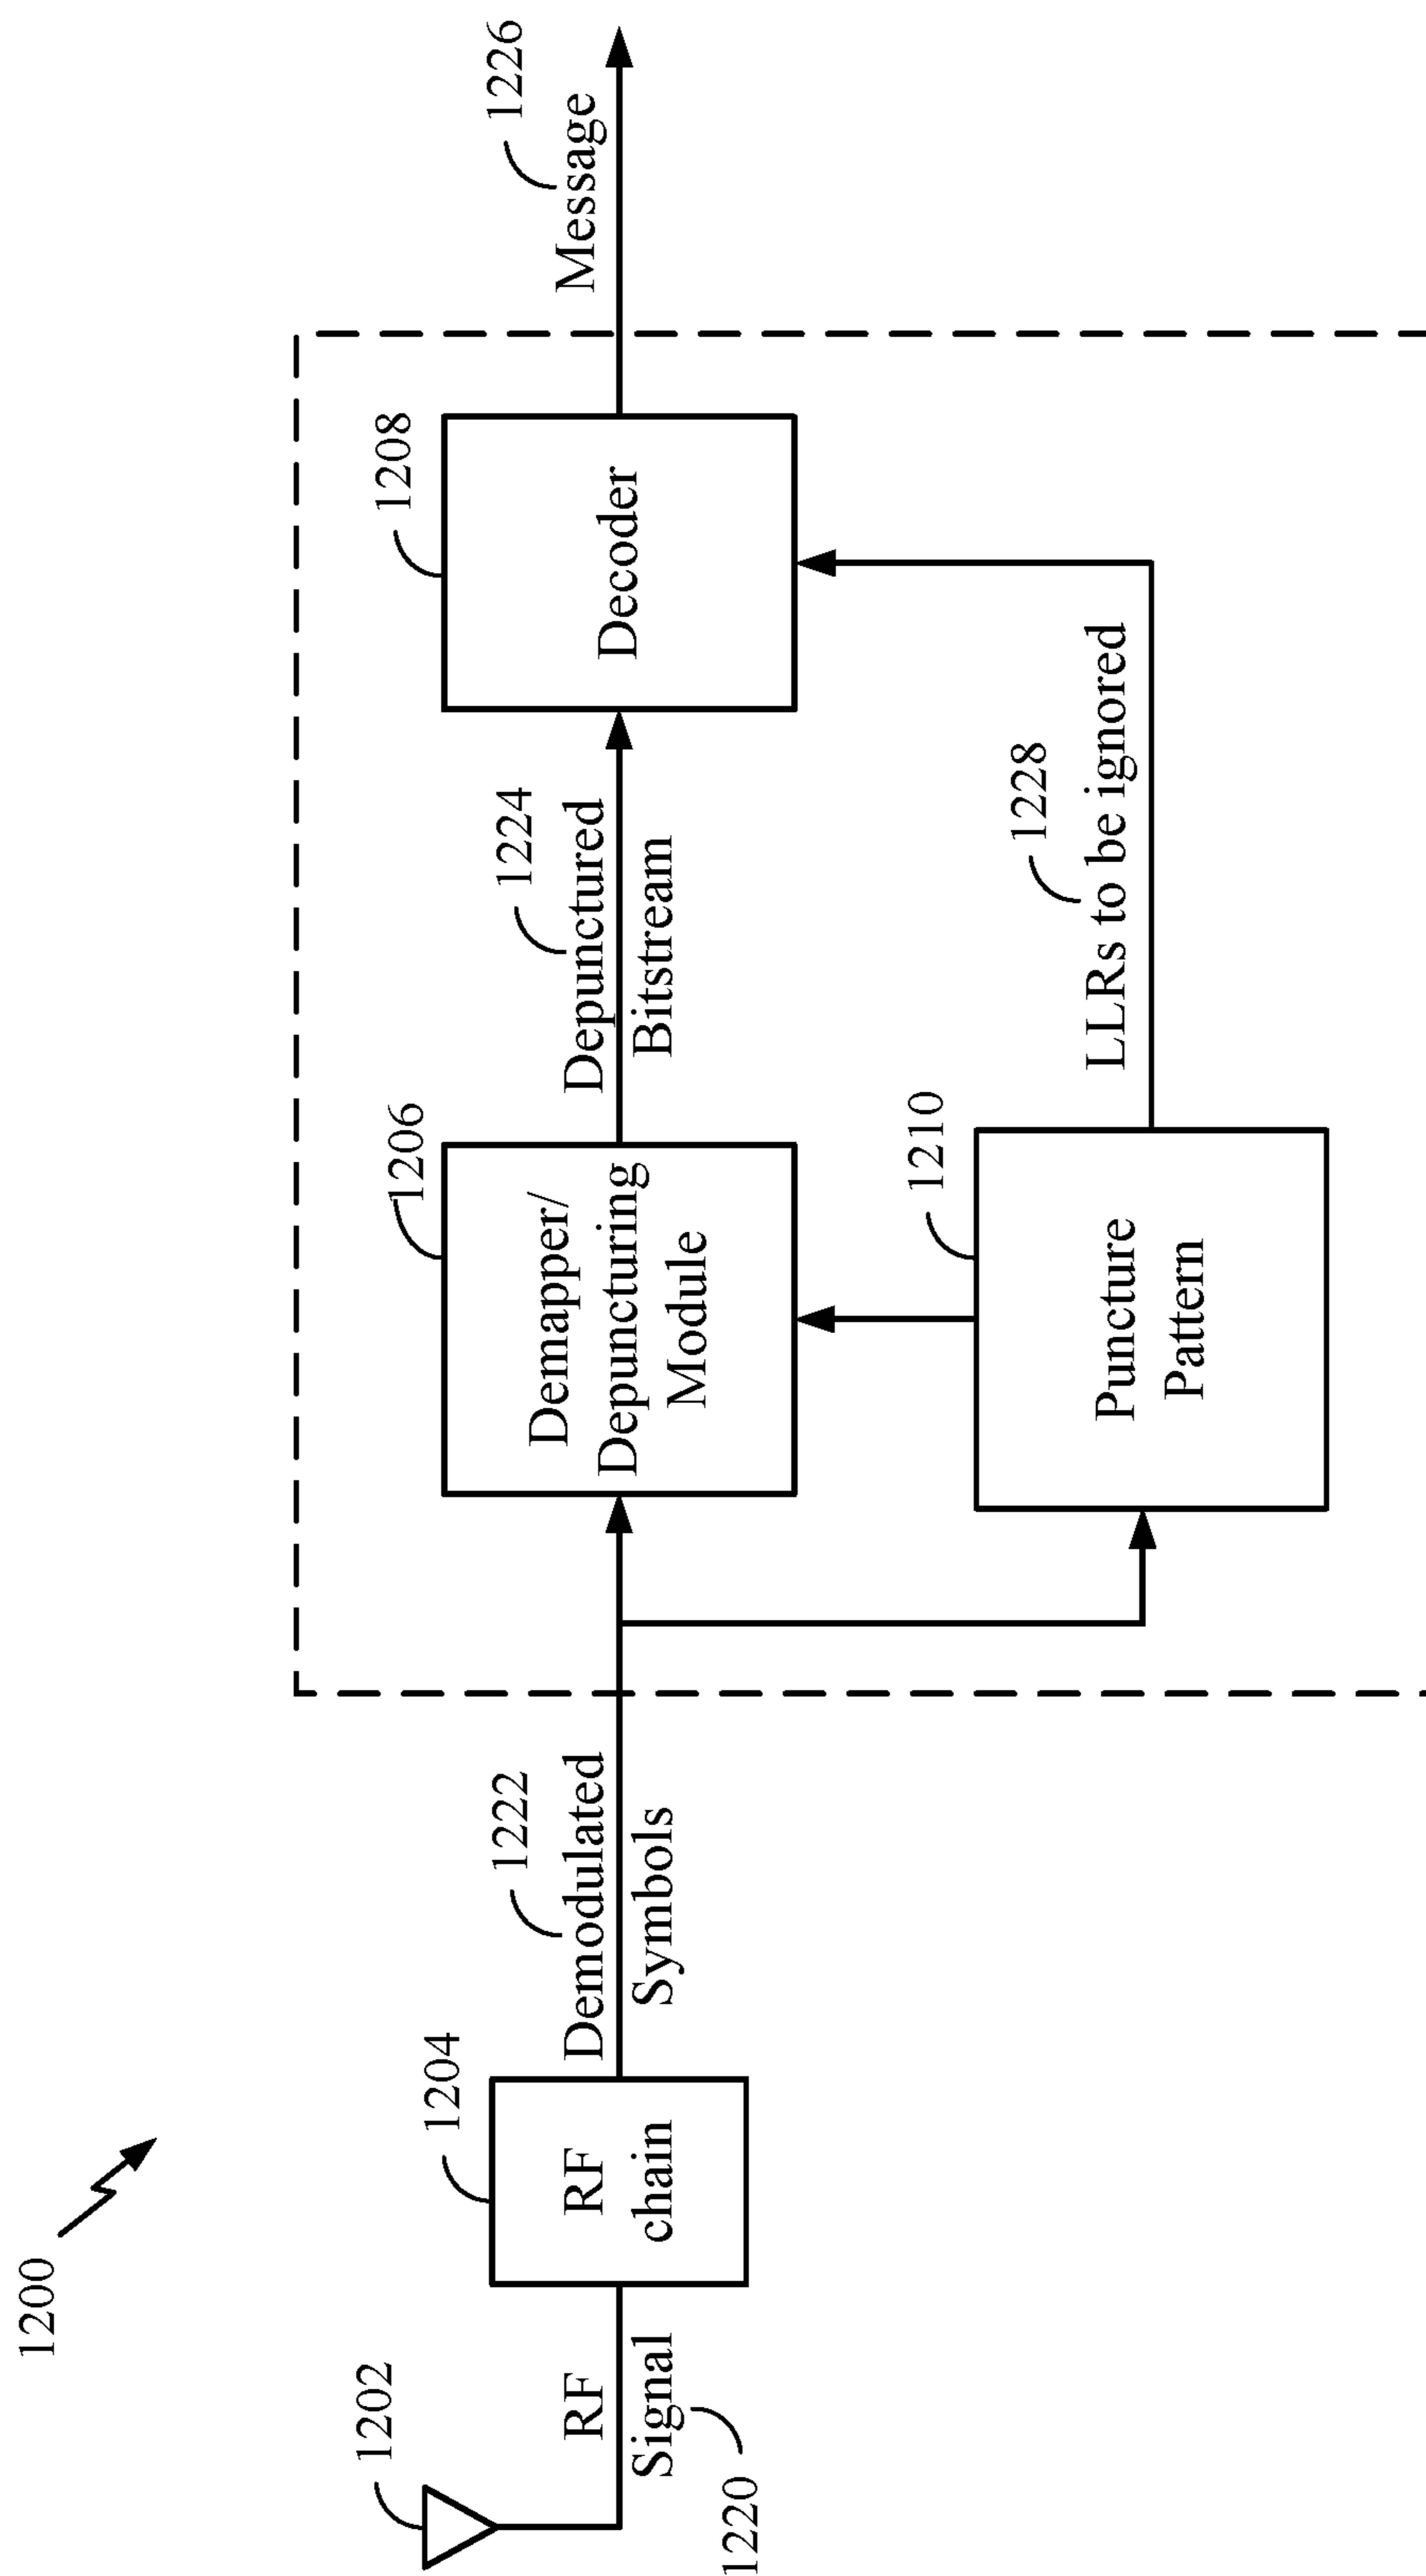 1200
1202
RF
Signal
1220
1204
RF
chain
1222
Demodulated
Symbols
1206
Demapper/
Depuncturing
Module
1224
Depunctured
Bitstream
1208
Decoder
1226
Message
1210
Puncture
Pattern
1228
LLRs to be ignored